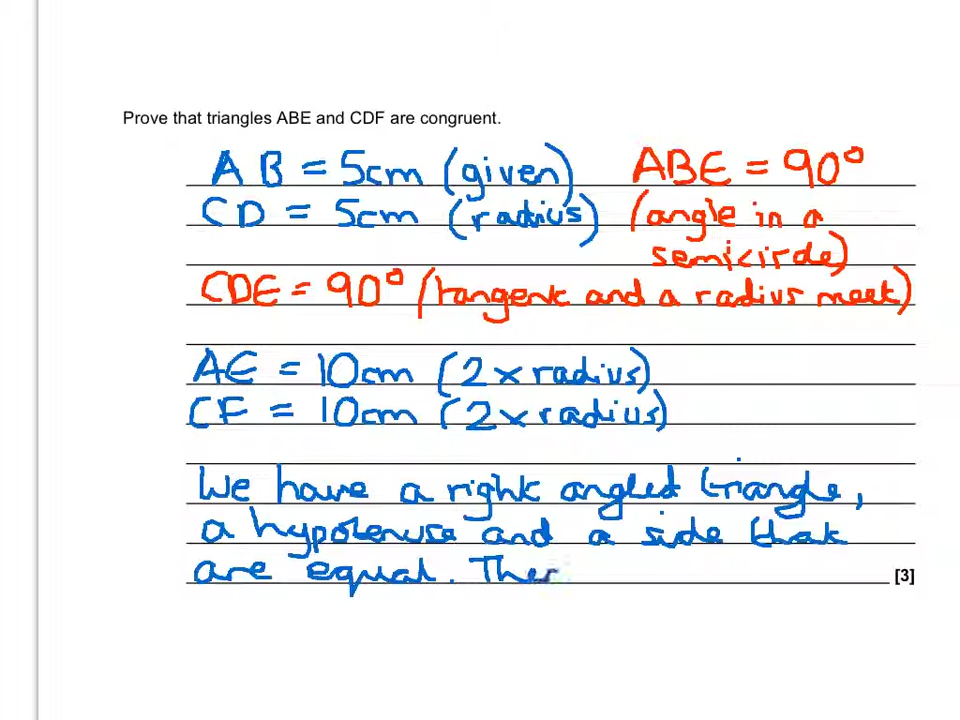 Prove that triangles ABE and CDF are congruent.
AB = 5cm (given)
CD = 5cm (radius)
ABE = 90°
(angle in a
semicircle)
CDE = 90° (tangent and a radius meet)
AE = 10cm (2 x radius)
CF = 10cm (2 x radius)
We have a right angled triangle,
a hypotenuse and a side that
are equal. Ther
[3]